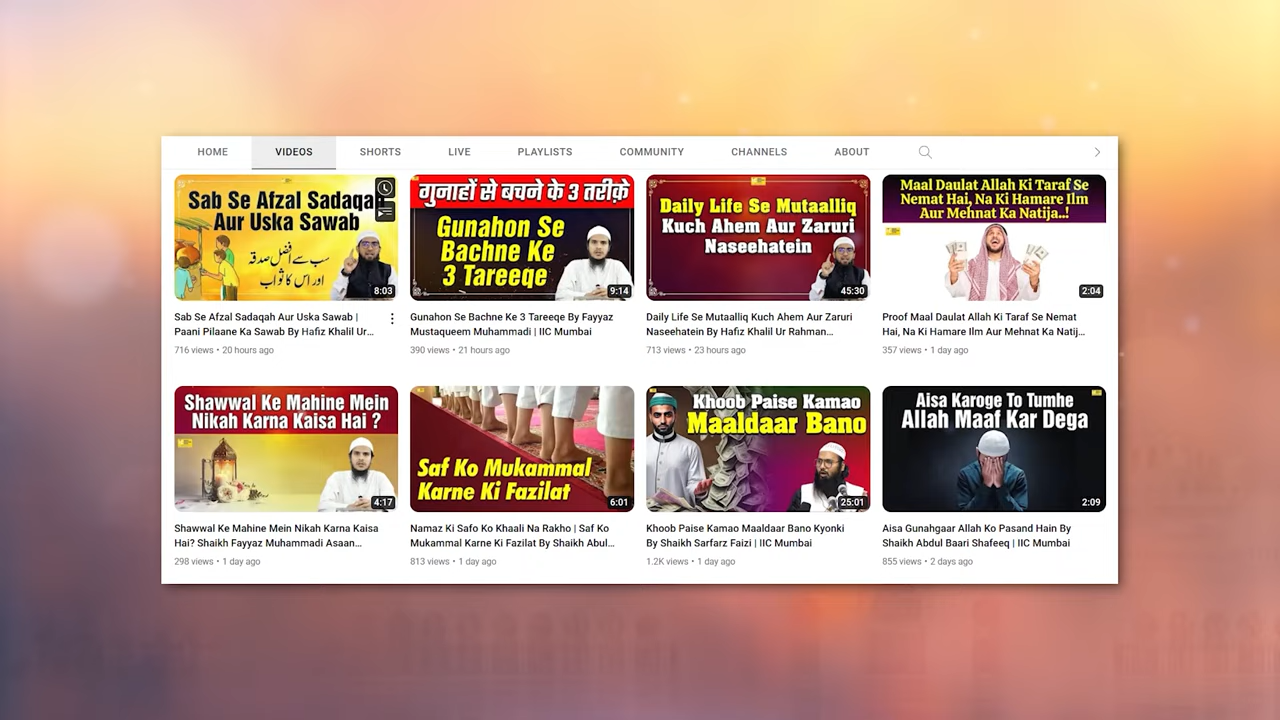 HOME VIDEOS SHORTS LIVE PLAYLISTS COMMUNITY CHANNELS ABOUT
Sab Se Afzal Sadaqah
Aur Uska Sawab
سب سے افضل صدقہ
اور اس کا ثواب
8:03
गुनाहों से बचने के 3 तरीक़े
Gunahon Se
Bachne Ke
3 Tareeqe
9:14
Daily Life Se Mutaalliq
Kuch Ahem Aur Zaruri
Naseehatein
45:30
Maal Daulat Allah Ki Taraf Se
Nemat Hai, Na Ki Hamare Ilm
Aur Mehnat Ka Natija..!
2:04
Sab Se Afzal Sadaqah Aur Uska Sawab |
Paani Pilaane Ka Sawab By Hafiz Khalil Ur...
716 views • 20 hours ago
Gunahon Se Bachne Ke 3 Tareeqe By Fayyaz
Mustaqueem Muhammadi | IIC Mumbai
390 views • 21 hours ago
Daily Life Se Mutaalliq Kuch Ahem Aur Zaruri
Naseehatein By Hafiz Khalil Ur Rahman...
713 views • 23 hours ago
Proof Maal Daulat Allah Ki Taraf Se Nemat
Hai, Na Ki Hamare Ilm Aur Mehnat Ka Natij...
357 views • 1 day ago
Shawwal Ke Mahine Mein
Nikah Karna Kaisa Hai ?
4:17
Saf Ko Mukammal
Karne Ki Fazilat
6:01
Khoob Paise Kamao
Maaldaar Bano
25:01
Aisa Karoge To Tumhe
Allah Maaf Kar Dega
2:09
Shawwal Ke Mahine Mein Nikah Karna Kaisa
Hai? Shaikh Fayyaz Muhammadi Asaan...
298 views • 1 day ago
Namaz Ki Safo Ko Khaali Na Rakho | Saf Ko
Mukammal Karne Ki Fazilat By Shaikh Abul...
813 views • 1 day ago
Khoob Paise Kamao Maaldaar Bano Kyonki
By Shaikh Sarfarz Faizi | IIC Mumbai
1.2K views • 1 day ago
Aisa Gunahgaar Allah Ko Pasand Hain By
Shaikh Abdul Baari Shafeeq | IIC Mumbai
855 views • 2 days ago